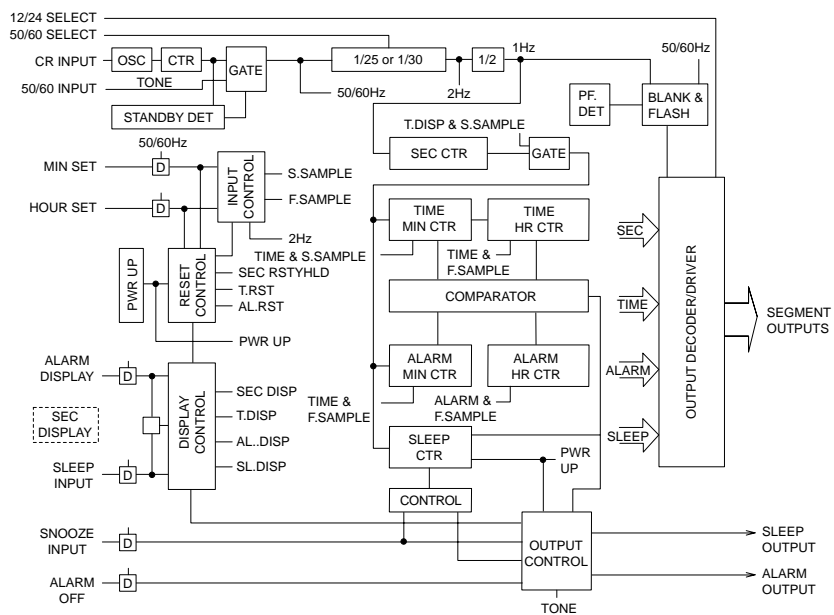 12/24 SELECT
50/60 SELECT
CR INPUT
OSC
CTR
GATE
1/25 or 1/30
1/2
1Hz
50/60Hz
TONE
50/60 INPUT
50/60Hz
2Hz
PF.
DET
BLANK &
FLASH
STANDBY DET
T.DISP & S.SAMPLE
50/60Hz
SEC CTR
GATE
MIN SET
D
INPUT
CONTROL
S.SAMPLE
F.SAMPLE
HOUR SET
D
2Hz
TIME
MIN CTR
TIME
HR CTR
SEC
TIME & S.SAMPLE
TIME &
F.SAMPLE
PWR UP
RESET
CONTROL
SEC RSTYHLD
T.RST
AL.RST
COMPARATOR
TIME
OUTPUT DECODER/DRIVER
SEGMENT
OUTPUTS
PWR UP
ALARM
DISPLAY
D
ALARM
MIN CTR
ALARM
HR CTR
ALARM
SEC
DISPLAY
DISPLAY
CONTROL
SEC DISP
T.DISP
AL..DISP
SL.DISP
TIME &
F.SAMPLE
ALARM &
F.SAMPLE
SLEEP
CTR
SLEEP
SLEEP
INPUT
D
PWR
UP
CONTROL
SNOOZE
INPUT
D
OUTPUT
CONTROL
SLEEP
OUTPUT
ALARM
OFF
D
ALARM
OUTPUT
TONE